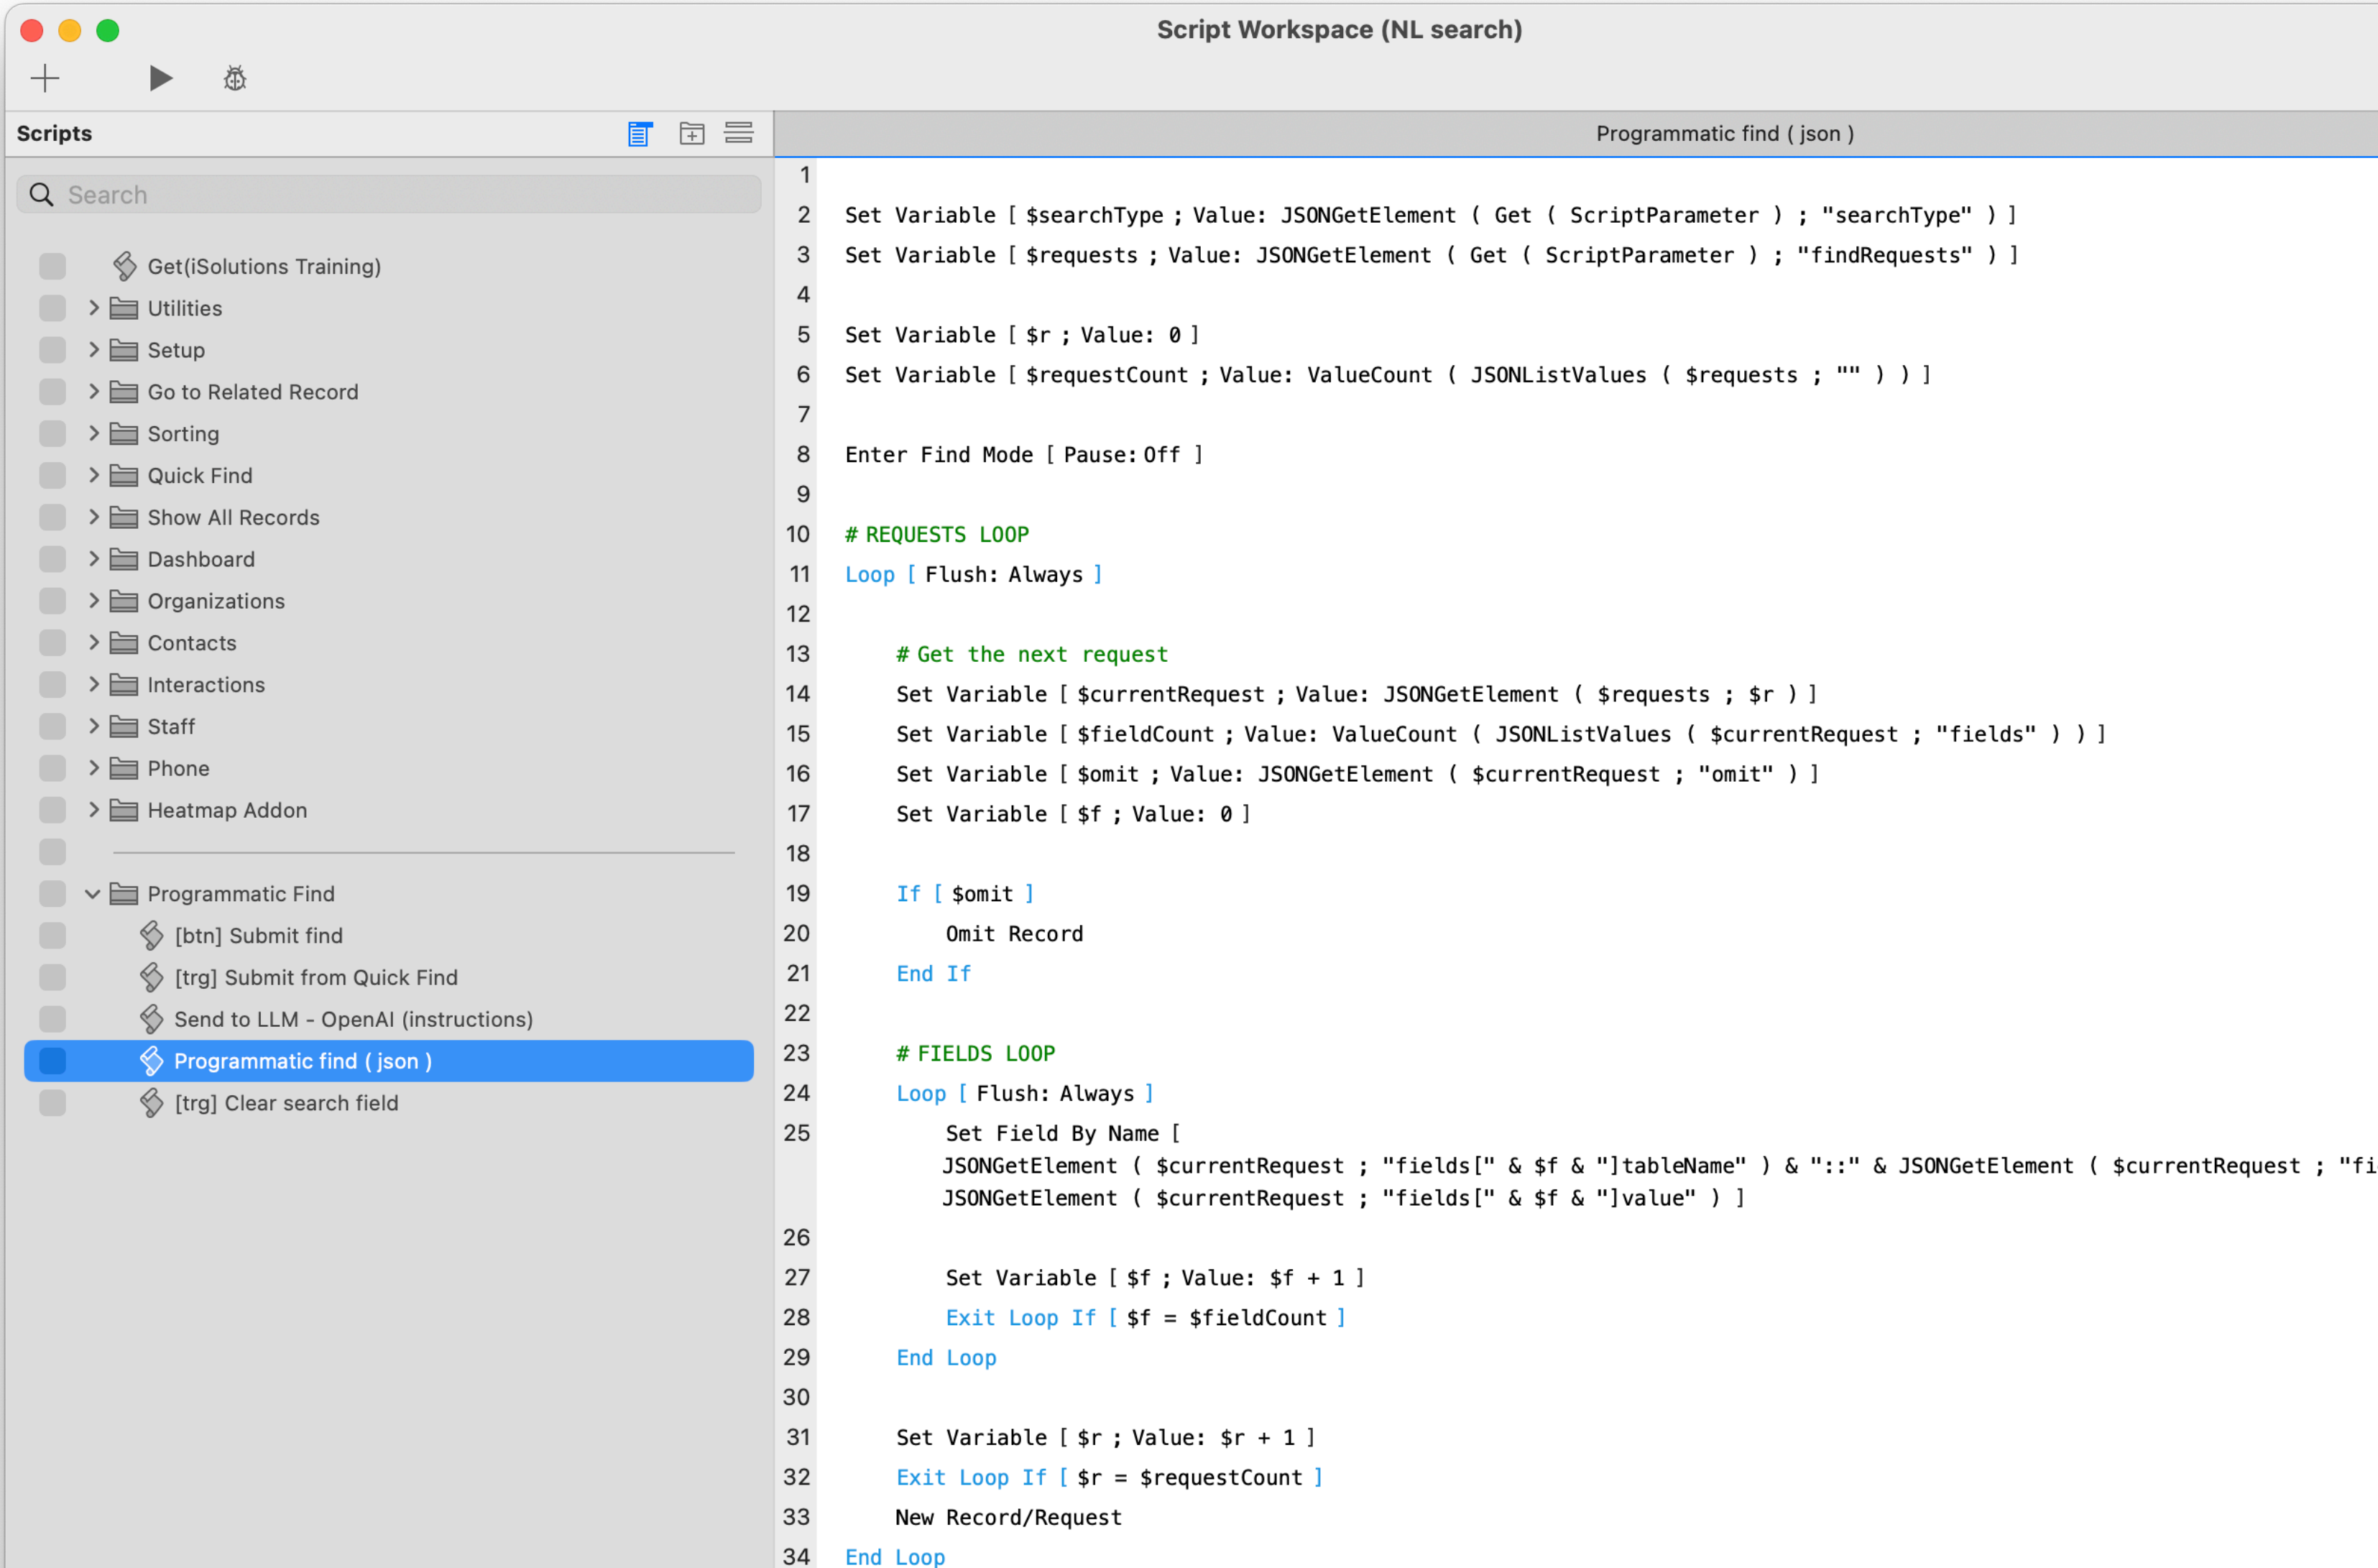 Script Workspace (NL search)
Scripts
Search
Get(iSolutions Training)
Utilities
Setup
Go to Related Record
Sorting
Quick Find
Show All Records
Dashboard
Organizations
Contacts
Interactions
Staff
Phone
Heatmap Addon
Programmatic Find
[btn] Submit find
[trg] Submit from Quick Find
Send to LLM - OpenAI (instructions)
Programmatic find ( json )
[trg] Clear search field
Programmatic find ( json )
1
2 Set Variable [ $searchType ; Value: JSONGetElement ( Get ( ScriptParameter ) ; "searchType" ) ]
3 Set Variable [ $requests ; Value: JSONGetElement ( Get ( ScriptParameter ) ; "findRequests" ) ]
4
5 Set Variable [ $r ; Value: 0 ]
6 Set Variable [ $requestCount ; Value: ValueCount ( JSONListValues ( $requests ; "" ) ) ]
7
8 Enter Find Mode [ Pause: Off ]
9
10 # REQUESTS LOOP
11 Loop [ Flush: Always ]
12
13 # Get the next request
14 Set Variable [ $currentRequest ; Value: JSONGetElement ( $requests ; $r ) ]
15 Set Variable [ $fieldCount ; Value: ValueCount ( JSONListValues ( $currentRequest ; "fields" ) ) ]
16 Set Variable [ $omit ; Value: JSONGetElement ( $currentRequest ; "omit" ) ]
17 Set Variable [ $f ; Value: 0 ]
18
19 If [ $omit ]
20 Omit Record
21 End If
22
23 # FIELDS LOOP
24 Loop [ Flush: Always ]
25 Set Field By Name [
JSONGetElement ( $currentRequest ; "fields[" & $f & "]tableName" ) & "::" & JSONGetElement ( $currentRequest ; "fi
JSONGetElement ( $currentRequest ; "fields[" & $f & "]value" ) ]
26
27 Set Variable [ $f ; Value: $f + 1 ]
28 Exit Loop If [ $f = $fieldCount ]
29 End Loop
30
31 Set Variable [ $r ; Value: $r + 1 ]
32 Exit Loop If [ $r = $requestCount ]
33 New Record/Request
34 End Loop